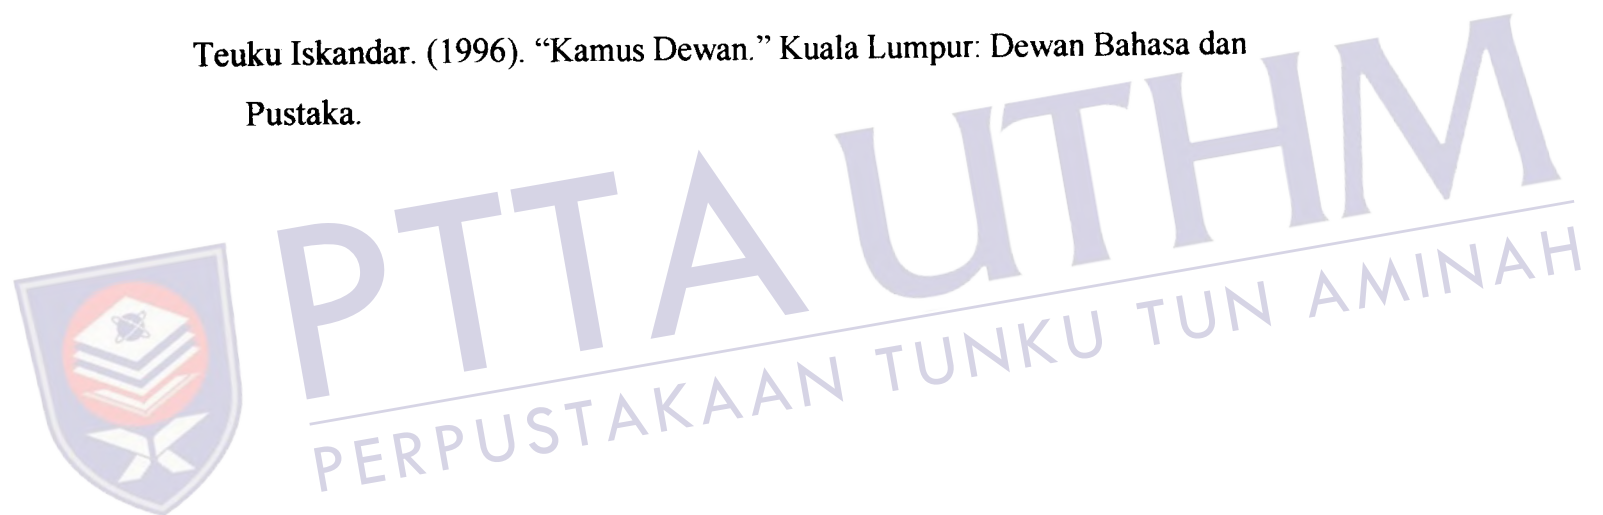 Teuku Iskandar. (1996). “Kamus Dewan.” Kuala Lumpur: Dewan Bahasa dan
Pustaka.
PTTA UTHM
PERPUSTAKAAN TUNKU TUN AMINAH